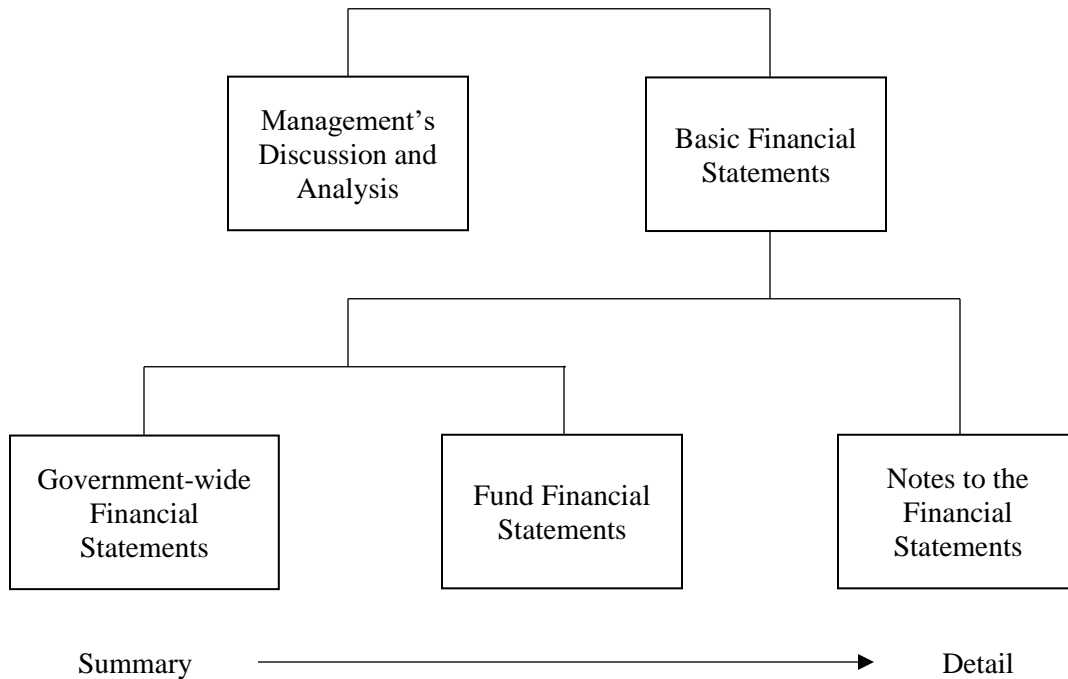 Management’s
Discussion and
Analysis
Basic Financial
Statements
Government-wide
Financial
Statements
Fund Financial
Statements
Notes to the
Financial
Statements
Summary
Detail